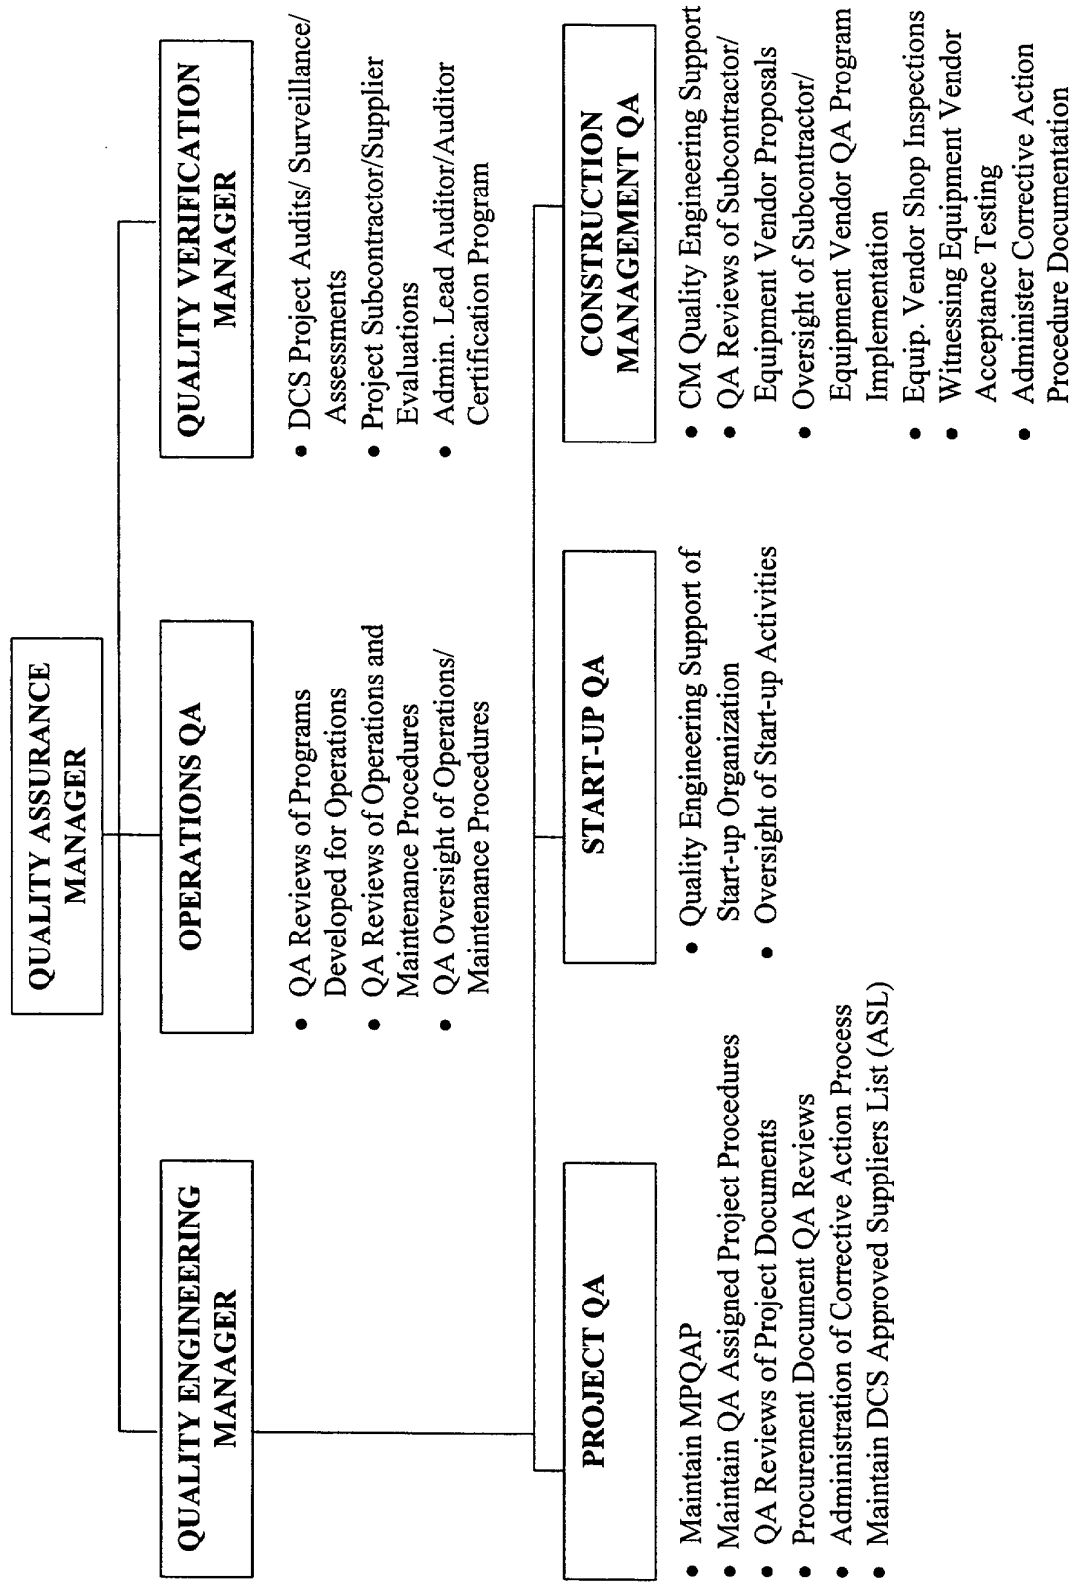 QUALITY ASSURANCE
MANAGER
QUALITY ENGINEERING
MANAGER
OPERATIONS QA
• QA Reviews of Programs
Developed for Operations
• QA Reviews of Operations and
Maintenance Procedures
• QA Oversight of Operations/
Maintenance Procedures
QUALITY VERIFICATION
MANAGER
• DCS Project Audits/ Surveillance/
Assessments
• Project Subcontractor/Supplier
Evaluations
• Admin. Lead Auditor/Auditor
Certification Program
PROJECT QA
• Maintain MPQAP
• Maintain QA Assigned Project Procedures
• QA Reviews of Project Documents
• Procurement Document QA Reviews
• Administration of Corrective Action Process
• Maintain DCS Approved Suppliers List (ASL)
START-UP QA
• Quality Engineering Support of
Start-up Organization
• Oversight of Start-up Activities
CONSTRUCTION
MANAGEMENT QA
• CM Quality Engineering Support
• QA Reviews of Subcontractor/
Equipment Vendor Proposals
• Oversight of Subcontractor/
Equipment Vendor QA Program
Implementation
• Equip. Vendor Shop Inspections
• Witnessing Equipment Vendor
Acceptance Testing
• Administer Corrective Action
Procedure Documentation